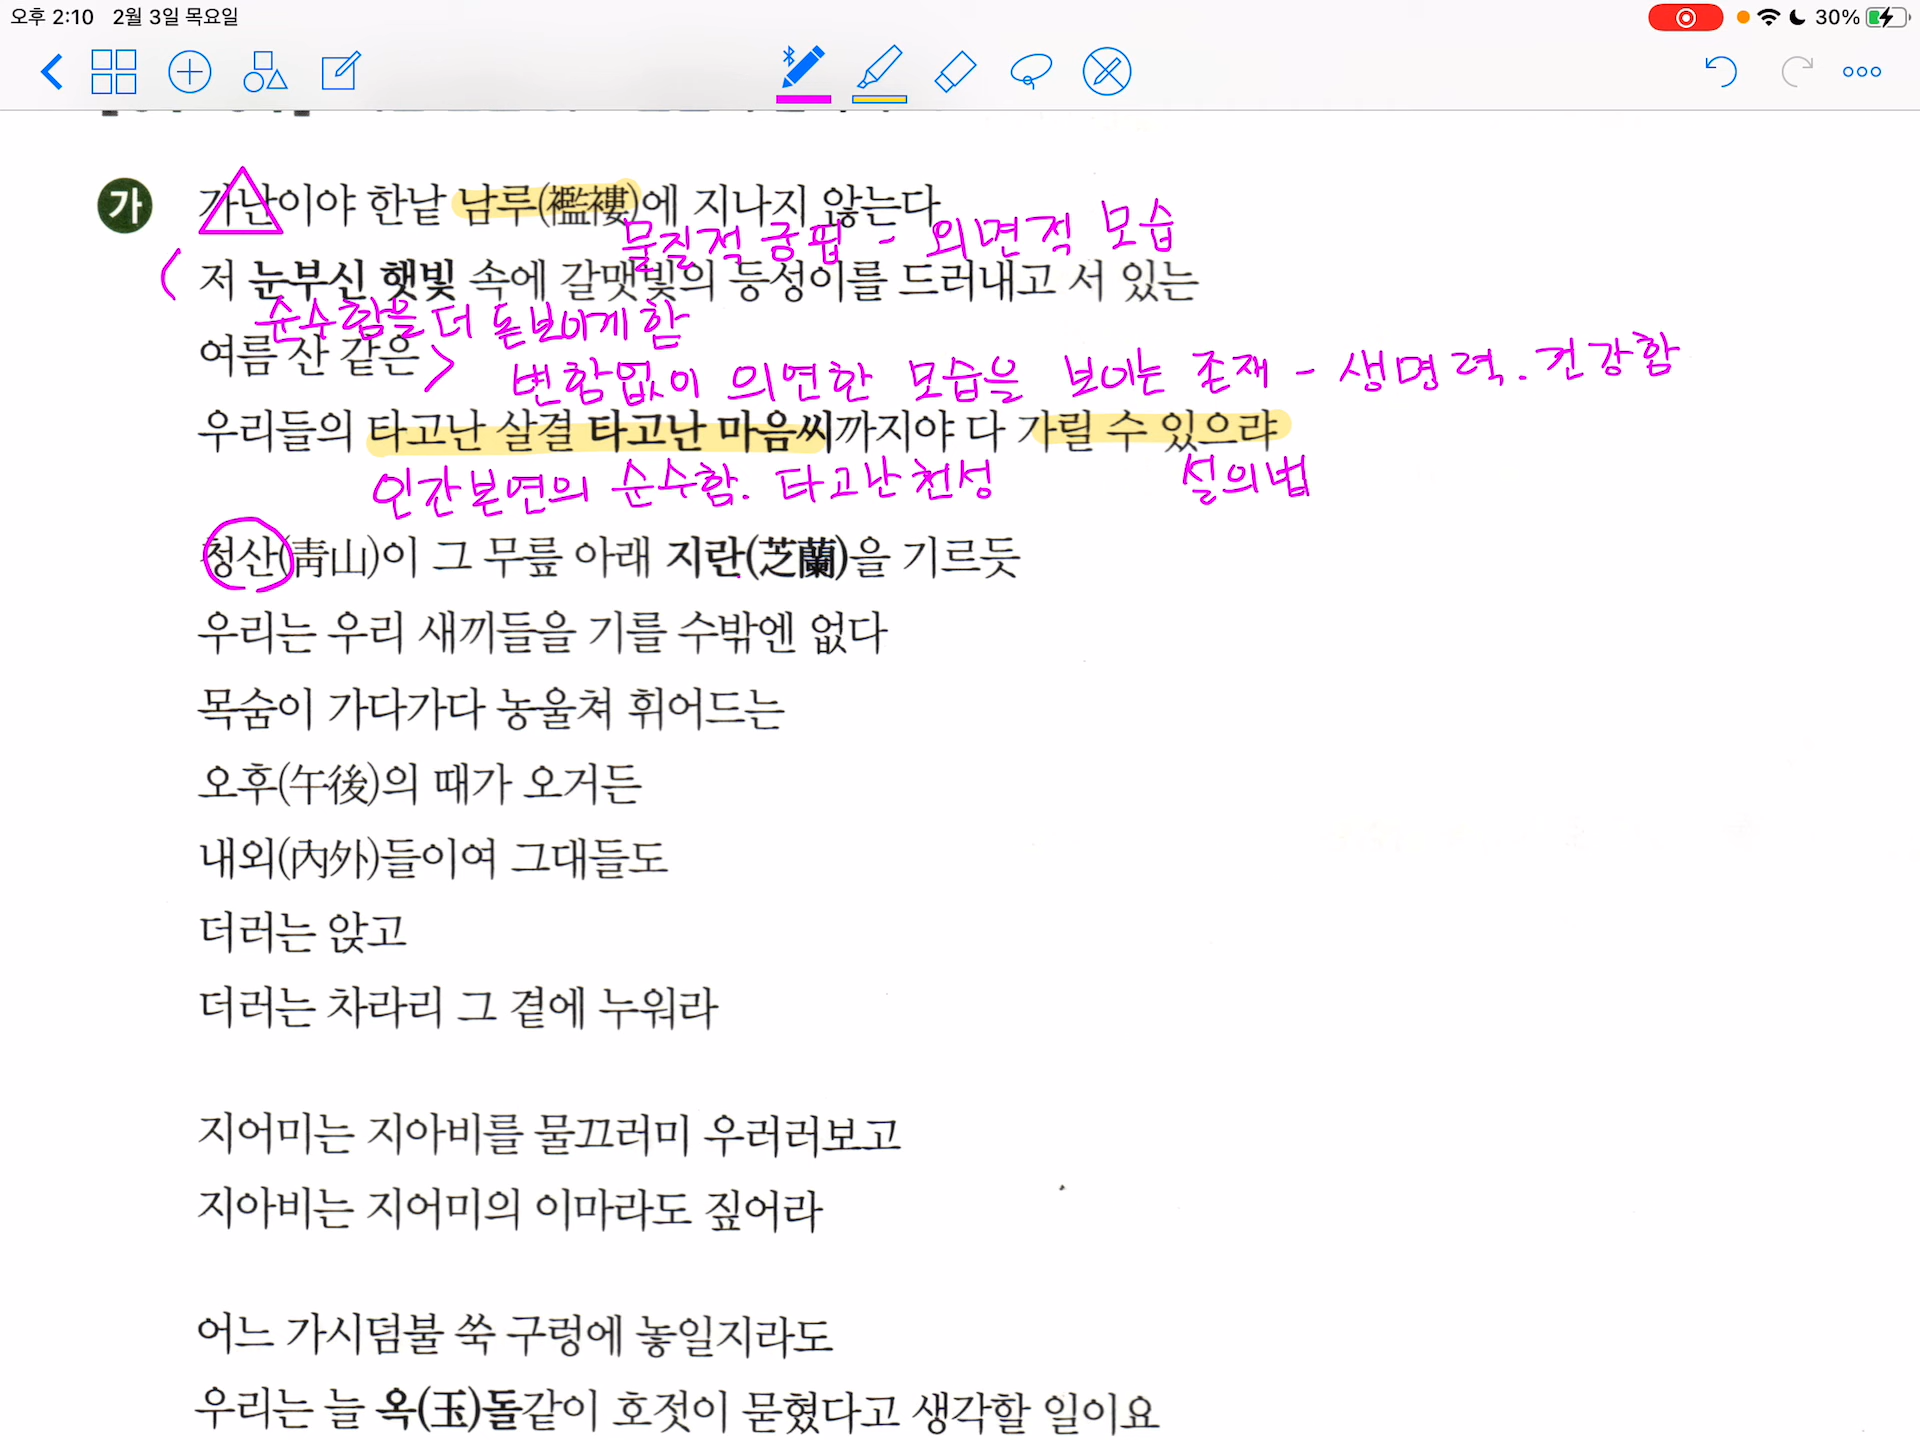 오후 2:10 2월 3일 목요일
30%
가 가난이야 한낱 남루(襤褸)에 지나지 않는다
물질적 궁핍 - 외면적 모습
저 눈부신 햇빛 속에 갈맷빛의 등성이를 드러내고 서 있는
순수함을 더 돋보이게 함
여름 산 같은
변함없이 의연한 모습을 보이는 존재 - 생명력. 건강함
우리들의 타고난 살결 타고난 마음씨까지야 다 가릴 수 있으랴
인간본연의 순수함. 타고난 천성 설의법
청산(靑山)이 그 무릎 아래 지란(芝蘭)을 기르듯
우리는 우리 새끼들을 기를 수밖엔 없다
목숨이 가다가다 농울쳐 휘어드는
오후(午後)의 때가 오거든
내외(內外)들이여 그대들도
더러는 앉고
더러는 차라리 그 곁에 누워라
지어미는 지아비를 물끄러미 우러러보고
지아비는 지어미의 이마라도 짚어라
어느 가시덤불 쑥 구렁에 놓일지라도
우리는 늘 옥(玉)돌같이 호젓이 묻혔다고 생각할 일이요